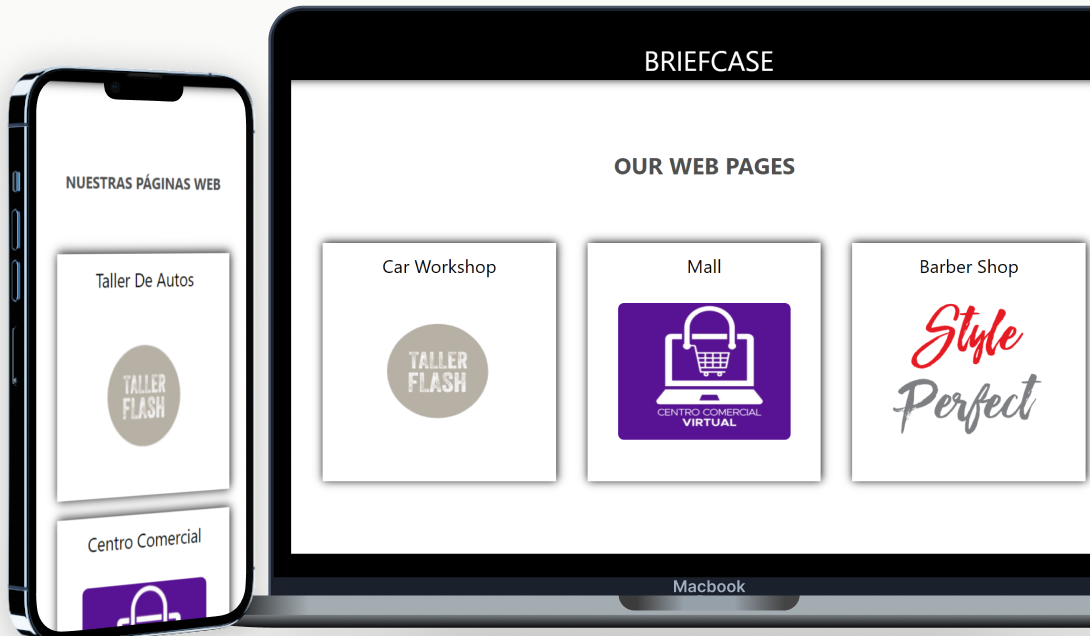 NUESTRAS PÁGINAS WEB
Taller De Autos
TALLER
FLASH
Centro Comercial
BRIEFCASE
OUR WEB PAGES
Car Workshop
TALLER
FLASH
Mall
CENTRO COMERCIAL
VIRTUAL
Barber Shop
Style
Perfect
Macbook